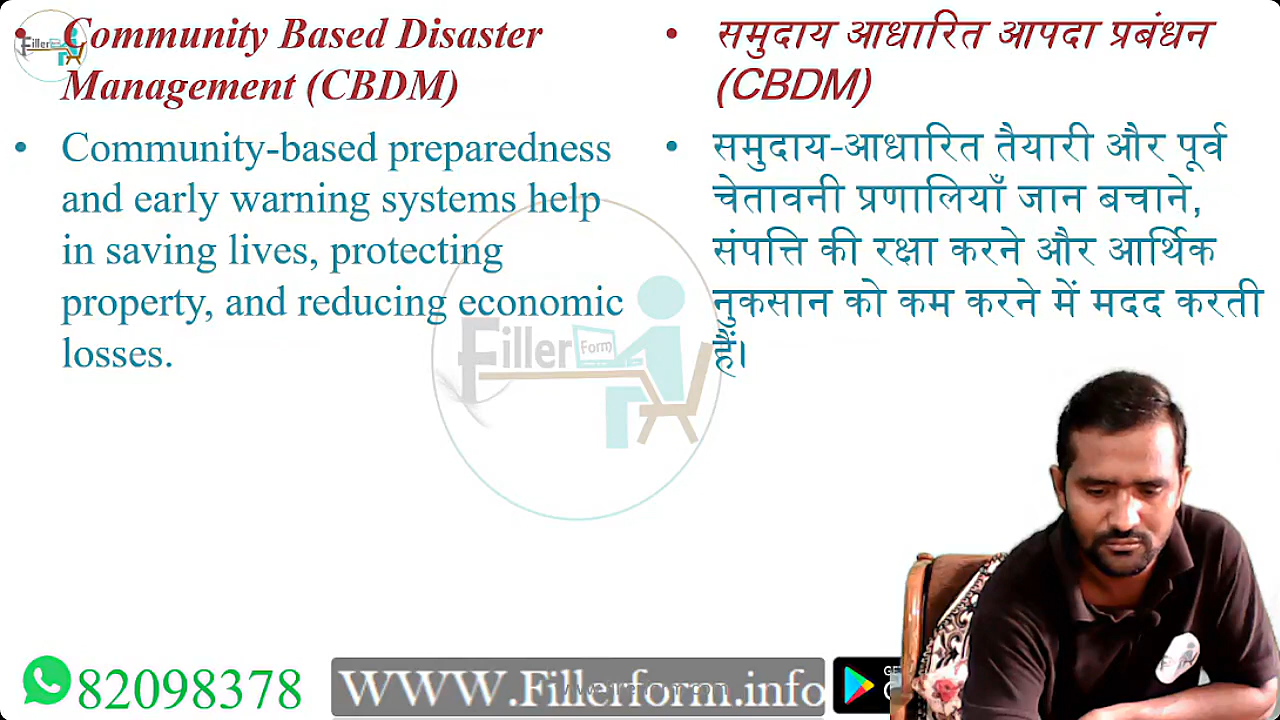 Community Based Disaster
Management (CBDM)
Community-based preparedness
and early warning systems help
in saving lives, protecting
property, and reducing economic
losses.
समुदाय आधारित आपदा प्रबंधन
(CBDM)
समुदाय-आधारित तैयारी और पूर्व
चेतावनी प्रणालियाँ जान बचाने,
संपत्ति की रक्षा करने और आर्थिक
नुकसान को कम करने में मदद करती
हैं।
Filler
Filler Form
82098378
WWW.Fillerform.info
GET